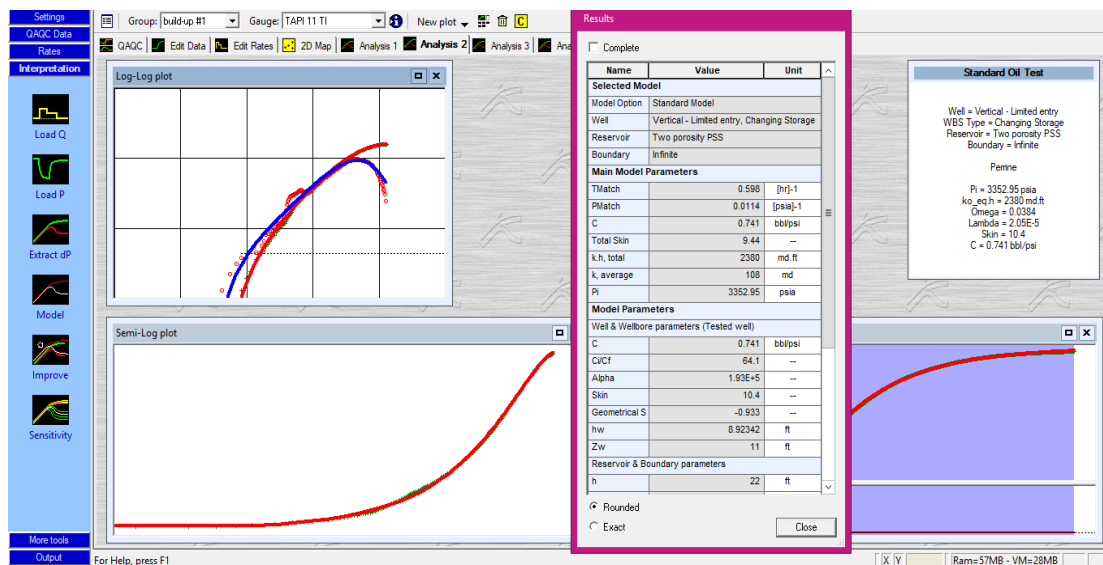 Settings
QAQC Data
Rates
Interpretation
Load Q
Load P
Extract dP
Model
Improve
Sensitivity
More tools
Output
Group: build-up #1 Gauge: TAPI 11 TI New plot C
QAQC Edit Data Edit Rates 2D Map Analysis 1 Analysis 2 Analysis 3 Ana
Log-Log plot
Semi-Log plot
Results
Complete
Name Value Unit
Selected Model
Model Option Standard Model
Well Vertical - Limited entry, Changing Storage
Reservoir Two porosity PSS
Boundary Infinite
Main Model Parameters
TMatch 0.598 [hr]-1
PMatch 0.0114 [psia]-1
C 0.741 bbl/psi
Total Skin 9.44 --
k.h, total 2380 md.ft
k, average 108 md
Pi 3352.95 psia
Model Parameters
Well & Wellbore parameters (Tested well)
C 0.741 bbl/psi
Ci/Cf 64.1 --
Alpha 1.93E+5 --
Skin 10.4 --
Geometrical S -0.933 --
hw 8.92342 ft
Zw 11 ft
Reservoir & Boundary parameters
h 22 ft
Rounded
Exact
Close
Standard Oil Test
Well = Vertical - Limited entry
WBS Type = Changing Storage
Reservoir = Two porosity PSS
Boundary = Infinite
Perrine
Pi = 3352.95 psia
ko_eq.h = 2380 md.ft
Omega = 0.0384
Lambda = 2.05E-5
Skin = 10.4
C = 0.741 bbl/psi
For Help, press F1
X Y Ram=57MB - VM=28MB